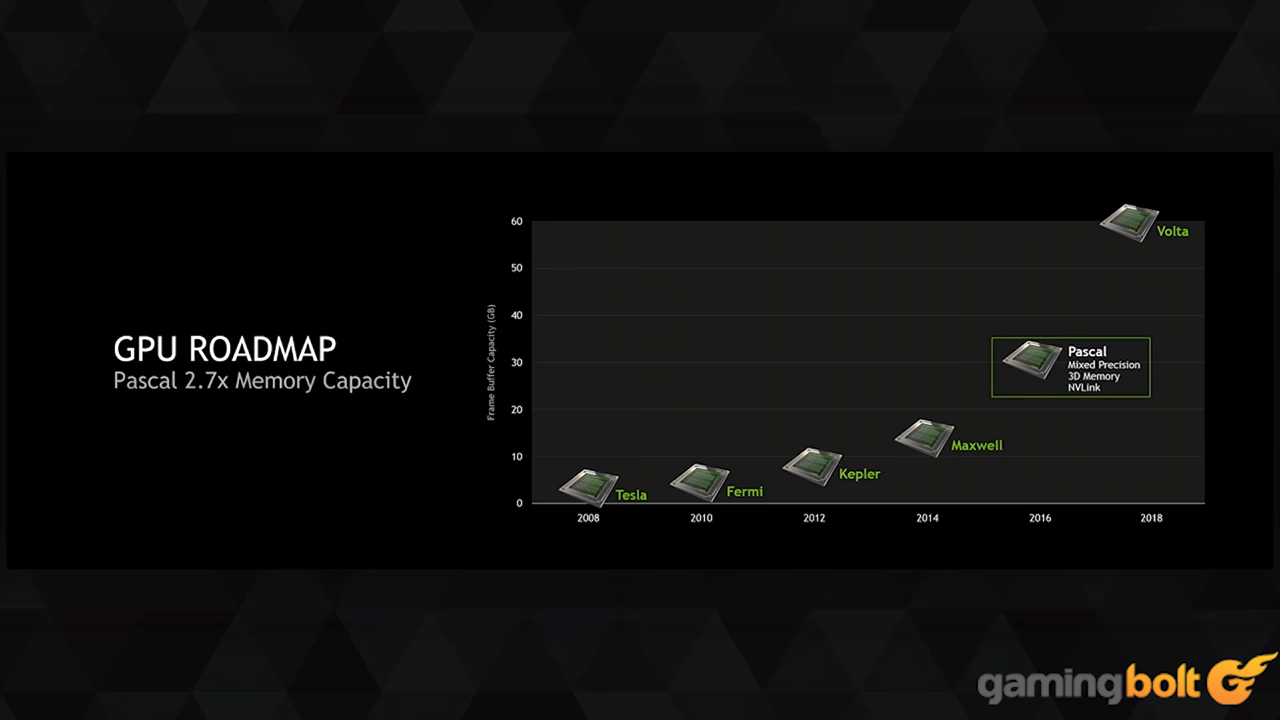 GPU ROADMAP
Pascal 2.7x Memory Capacity
Frame Buffer Capacity (GB)
60
50
40
30
20
10
0
Volta
Pascal
Mixed Precision
3D Memory
NVLink
Maxwell
Kepler
Fermi
Tesla
2008 2010 2012 2014 2016 2018
gamingbolt